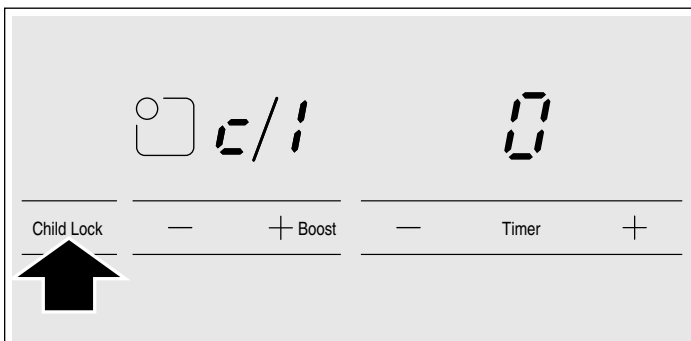 c/1 0
Child Lock — + Boost — Timer +